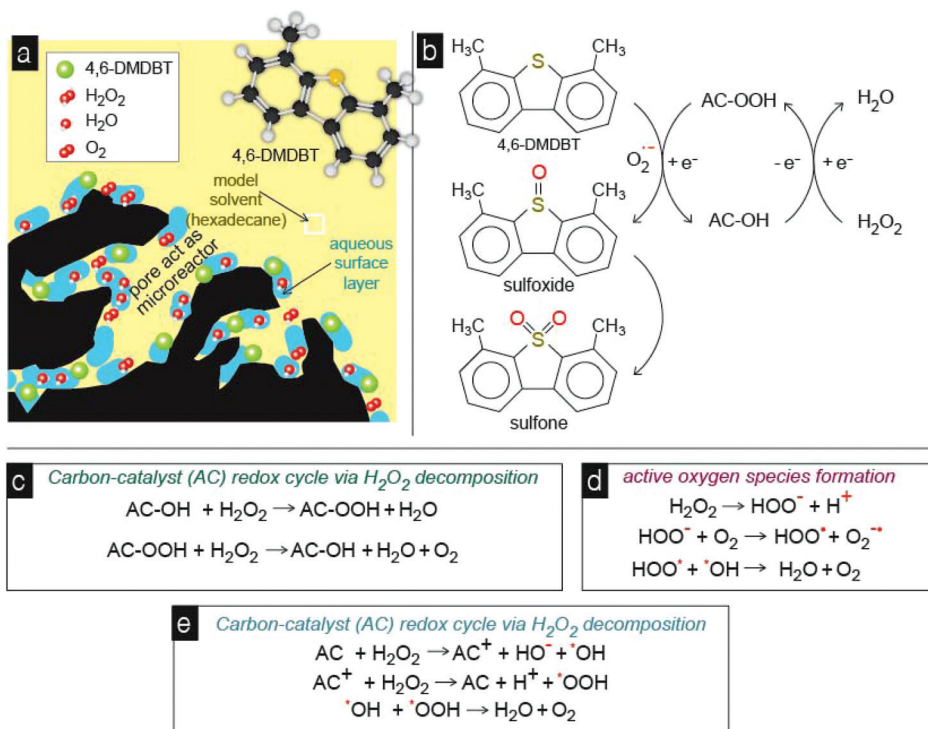 a
4,6-DMDBT
H₂O₂
H₂O
O₂
4,6-DMDBT
model
solvent
(hexadecane)
pore act as
microreactor
aqueous
surface
layer
b
H₃C
S
CH₃
4,6-DMDBT
O₂·⁻
+ e⁻
AC-OOH
AC-OH
- e⁻
+ e⁻
H₂O
H₂O₂
O
H₃C
S
CH₃
sulfoxide
O
O
H₃C
S
CH₃
sulfone
c
Carbon-catalyst (AC) redox cycle via H₂O₂ decomposition
AC-OH + H₂O₂ → AC-OOH + H₂O
AC-OOH + H₂O₂ → AC-OH + H₂O + O₂
d
active oxygen species formation
H₂O₂ → HOO⁻ + H⁺
HOO⁻ + O₂ → HOO• + O₂⁻•
HOO* + *OH → H₂O + O₂
e
Carbon-catalyst (AC) redox cycle via H₂O₂ decomposition
AC + H₂O₂ → AC⁺ + HO⁻ + *OH
AC⁺ + H₂O₂ → AC + H⁺ + *OOH
*OH + *OOH → H₂O + O₂